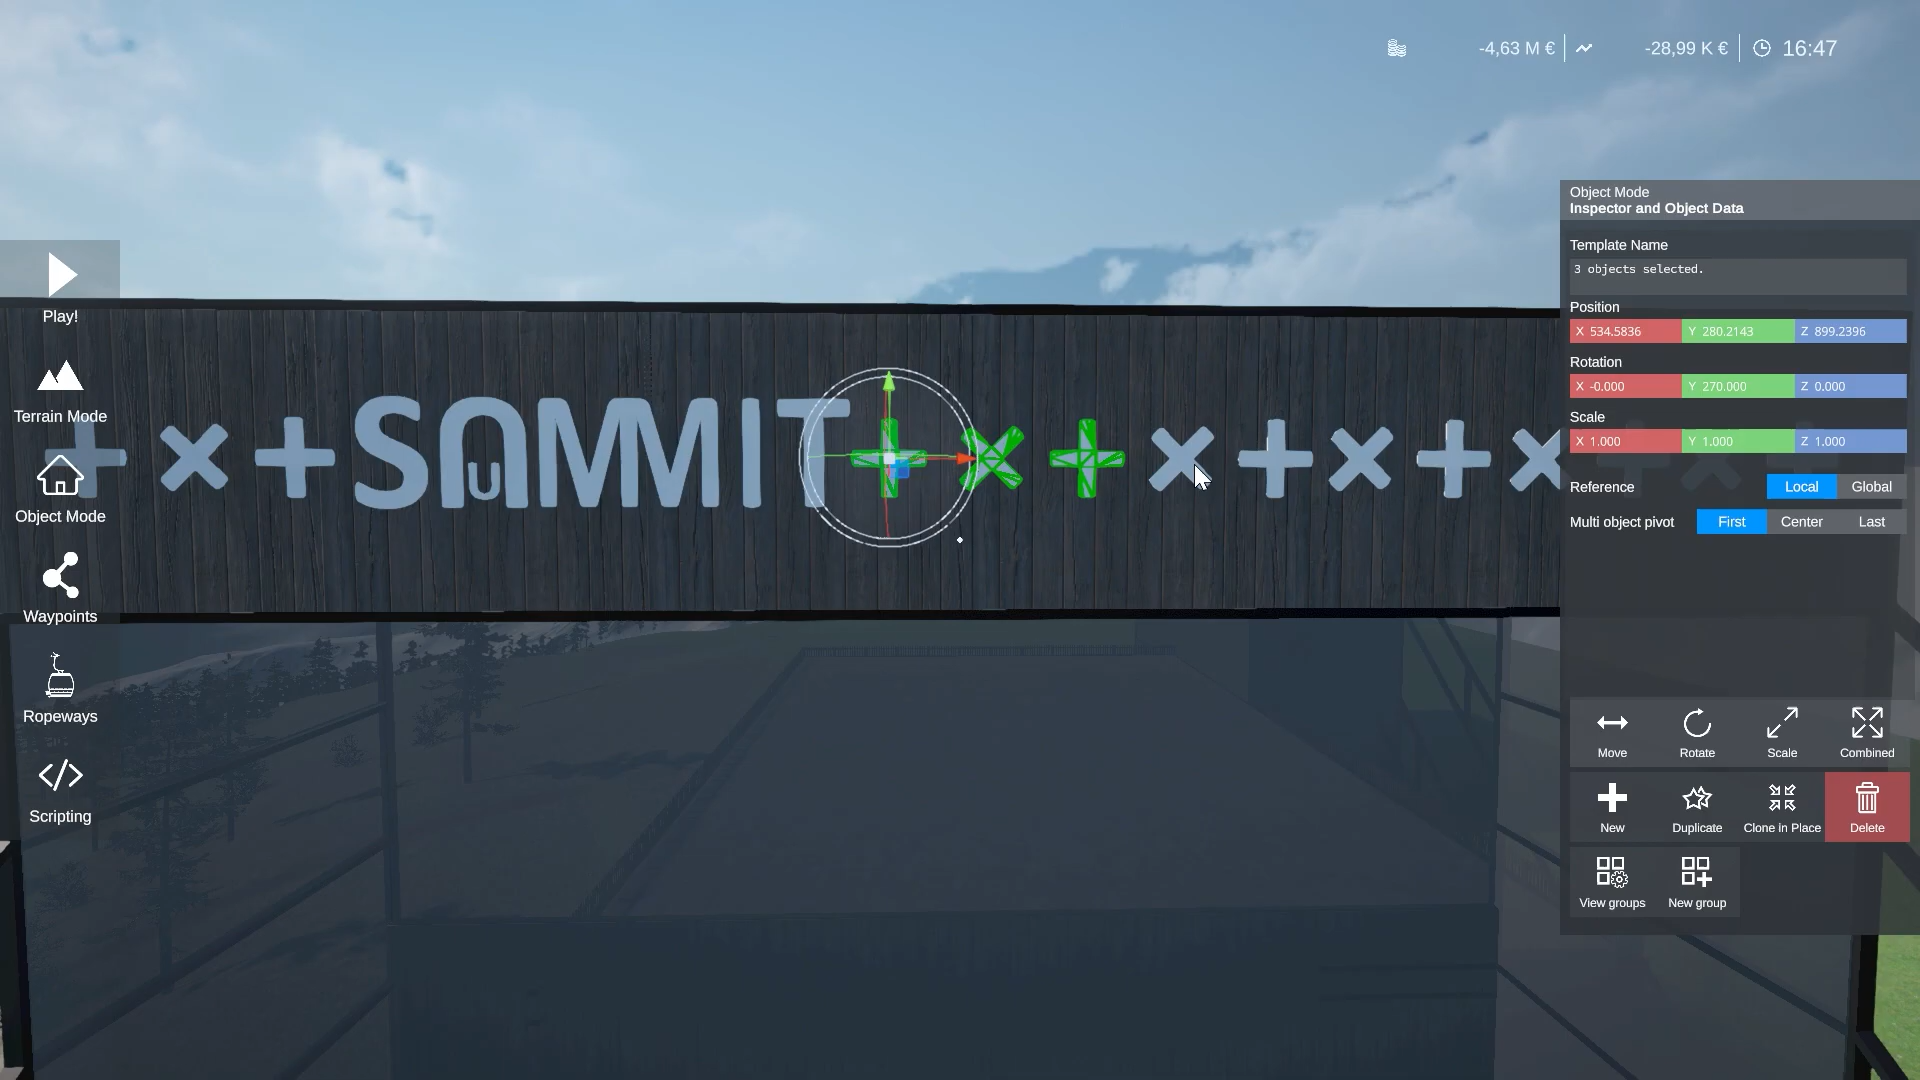 -4,63 M €
-28,99 K €
16:47
Object Mode
Inspector and Object Data
Template Name
3 objects selected.
Position
X 534.5836 Y 280.2143 Z 899.2396
Rotation
X -0.000 Y 270.000 Z 0.000
Scale
X 1.000 Y 1.000 Z 1.000
Reference Local Global
Multi object pivot First Center Last
Move Rotate Scale Combined
New Duplicate Clone in Place Delete
View groups New group
Play!
Terrain Mode
Object Mode
Waypoints
Ropeways
Scripting
+ × + SUMMIT + × + × + × + ×